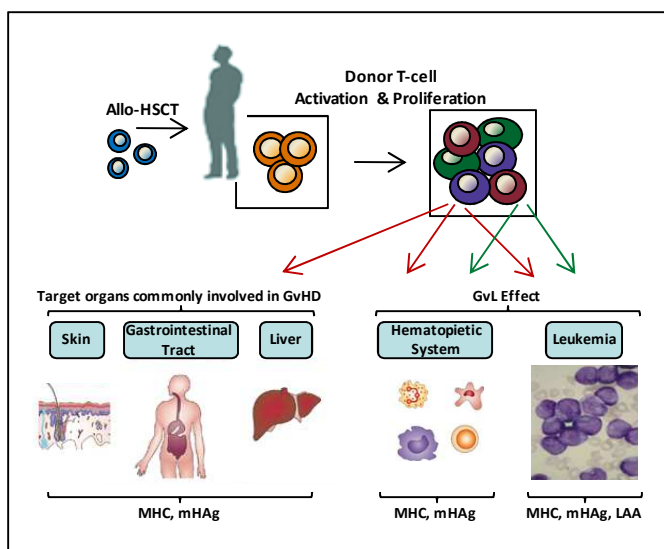 Donor T-cell
Activation & Proliferation
Allo-HSCT
Target organs commonly involved in GvHD
GvL Effect
Skin
Gastrointestinal
Tract
Liver
Hematopietic
System
Leukemia
MHC, mHAg
MHC, mHAg
MHC, mHAg, LAA